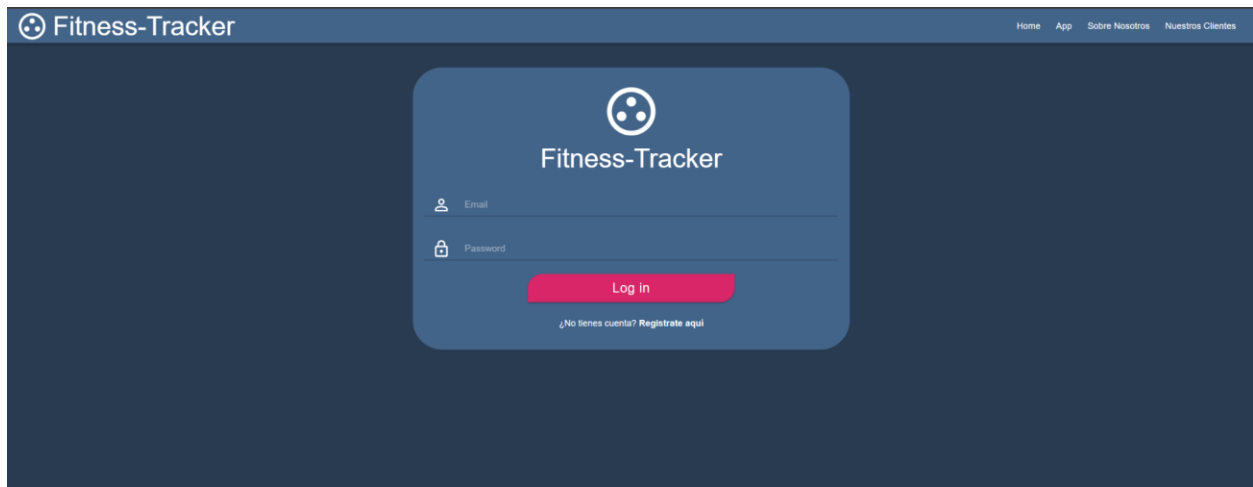 Fitness-Tracker
Home App Sobre Nosotros Nuestros Clientes
Fitness-Tracker
Email
Password
Log in
¿No tienes cuenta? Registrate aquí